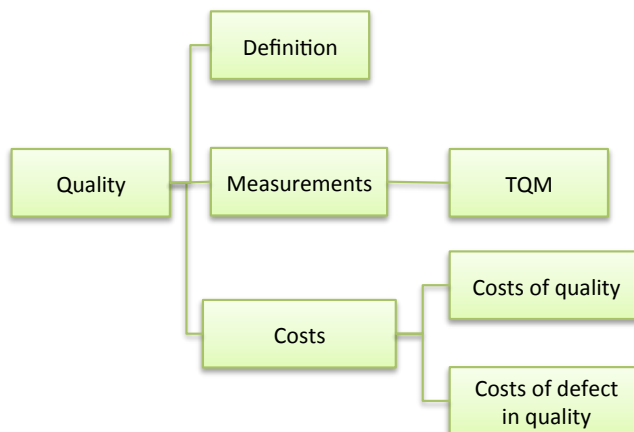 Definition
Quality
Measurements
TQM
Costs of quality
Costs
Costs of defect
in quality